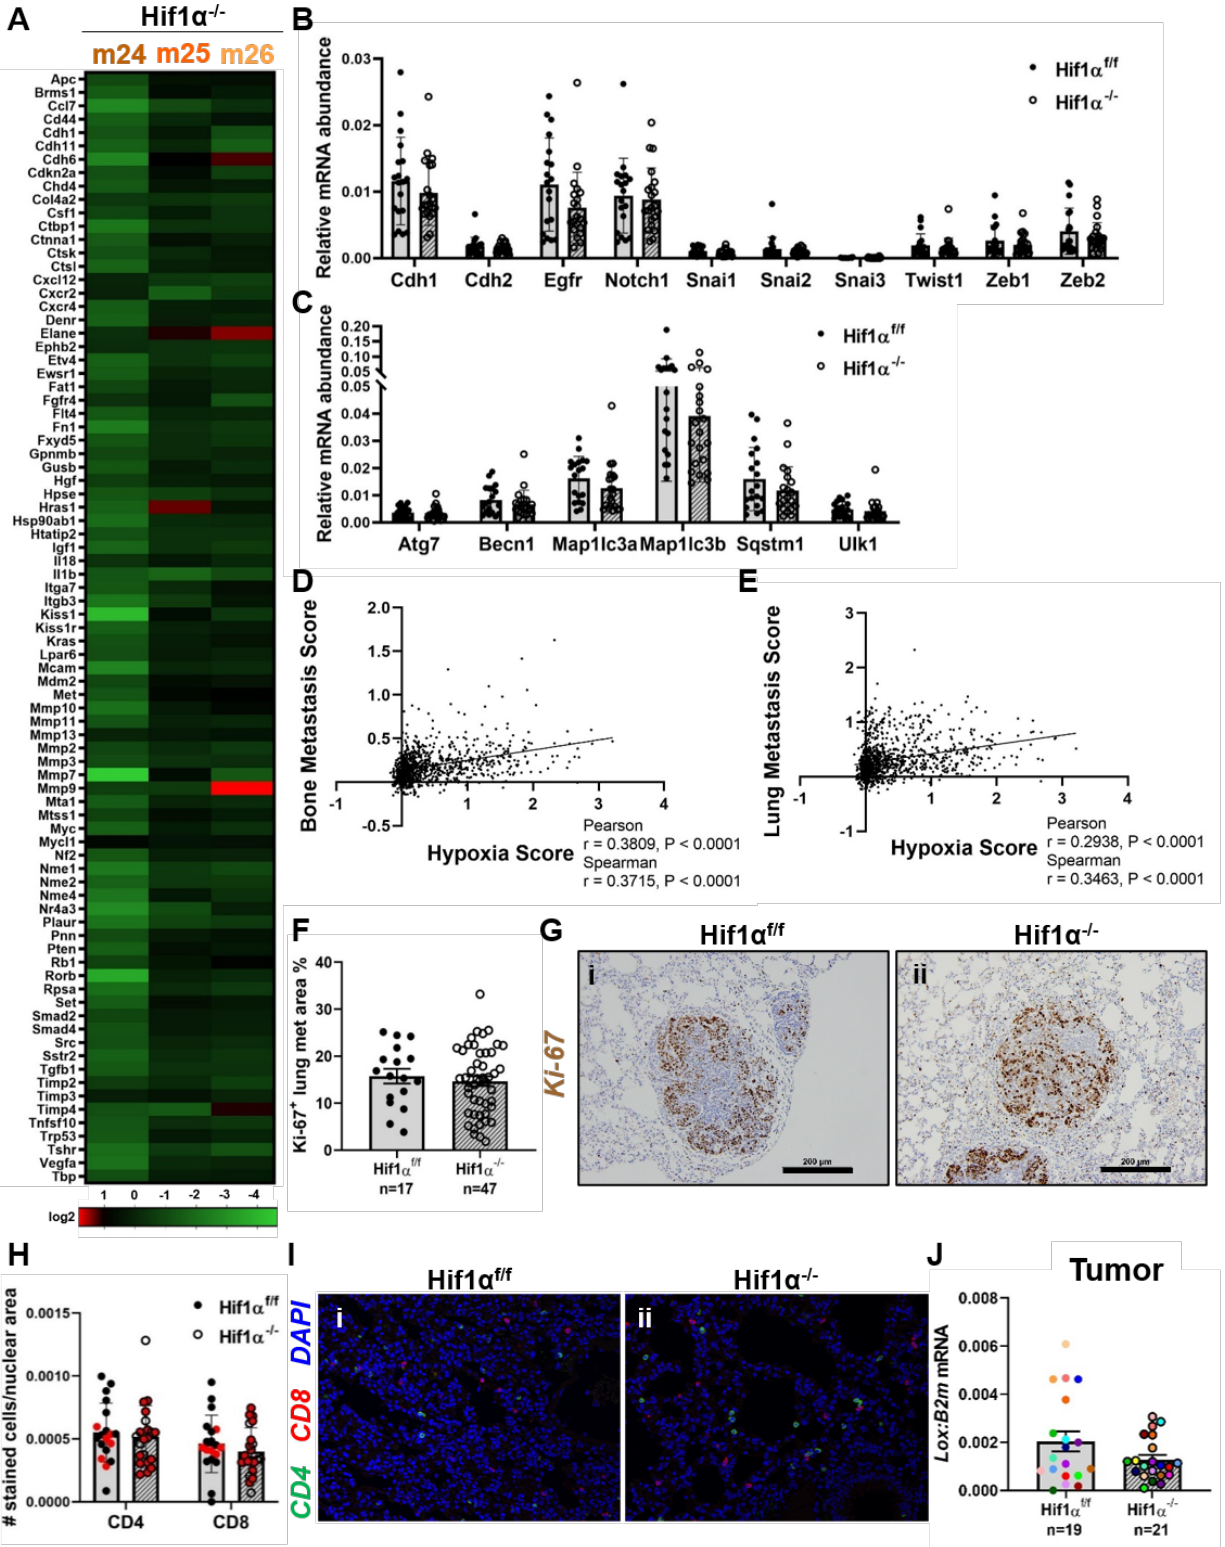 A
Hif1α-/-
m24 m25 m26
Apc
Brms1
Ccl7
Cd44
Cdh1
Cdh11
Cdh6
Cdkn2a
Chd4
Col4a2
Csf1
Ctbp1
Ctnna1
Ctsk
Ctsl
Cxcl12
Cxcr2
Cxcr4
Denr
Elane
Ephb2
Etv4
Ewsr1
Fat1
Fgfr4
Flt4
Fn1
Fxyd5
Gpnmb
Gusb
Hgf
Hpse
Hras1
Hsp90ab1
Htatip2
Igf1
Il18
Il1b
Itga7
Itgb3
Kiss1
Kiss1r
Kras
Lpar6
Mcam
Mdm2
Met
Mmp10
Mmp11
Mmp13
Mmp2
Mmp3
Mmp7
Mmp9
Mta1
Mtss1
Myc
Mycl1
Nf2
Nme1
Nme2
Nme4
Nr4a3
Plaur
Pnn
Pten
Rb1
Rorb
Rpsa
Set
Smad2
Smad4
Src
Sstr2
Tgfb1
Timp2
Timp3
Timp4
Tnfsf10
Trp53
Tshr
Vegfa
Tbp
1 0 -1 -2 -3 -4
log2
B
Relative mRNA abundance
0.03
0.02
0.01
0.00
Hif1αf/f
Hif1α-/-
Cdh1 Cdh2 Egfr Notch1 Snai1 Snai2 Snai3 Twist1 Zeb1 Zeb2
C
Relative mRNA abundance
0.20
0.15
0.10
0.05
0.05
0.04
0.03
0.02
0.01
0.00
Hif1αf/f
Hif1α-/-
Atg7 Becn1 Map1lc3a Map1lc3b Sqstm1 Ulk1
D
Bone Metastasis Score
2.0
1.5
1.0
0.5
-0.5
-1 1 2 3 4
Hypoxia Score
Pearson
r = 0.3809, P < 0.0001
Spearman
r = 0.3715, P < 0.0001
E
Lung Metastasis Score
3
2
1
-1
-1 1 2 3 4
Hypoxia Score
Pearson
r = 0.2938, P < 0.0001
Spearman
r = 0.3463, P < 0.0001
F
Ki-67+ lung met area %
40
30
20
10
0
Hif1αf/f Hif1α-/-
n=17 n=47
G
Hif1αf/f Hif1α-/-
Ki-67
i ii
200 μm 200 μm
H
# stained cells/nuclear area
0.0015
0.0010
0.0005
0.0000
Hif1αf/f
Hif1α-/-
CD4 CD8
I
Hif1αf/f Hif1α-/-
CD4 CD8 DAPI
i ii
J
Tumor
Lox:B2m mRNA
0.008
0.006
0.004
0.002
0.000
Hif1αf/f Hif1α-/-
n=19 n=21